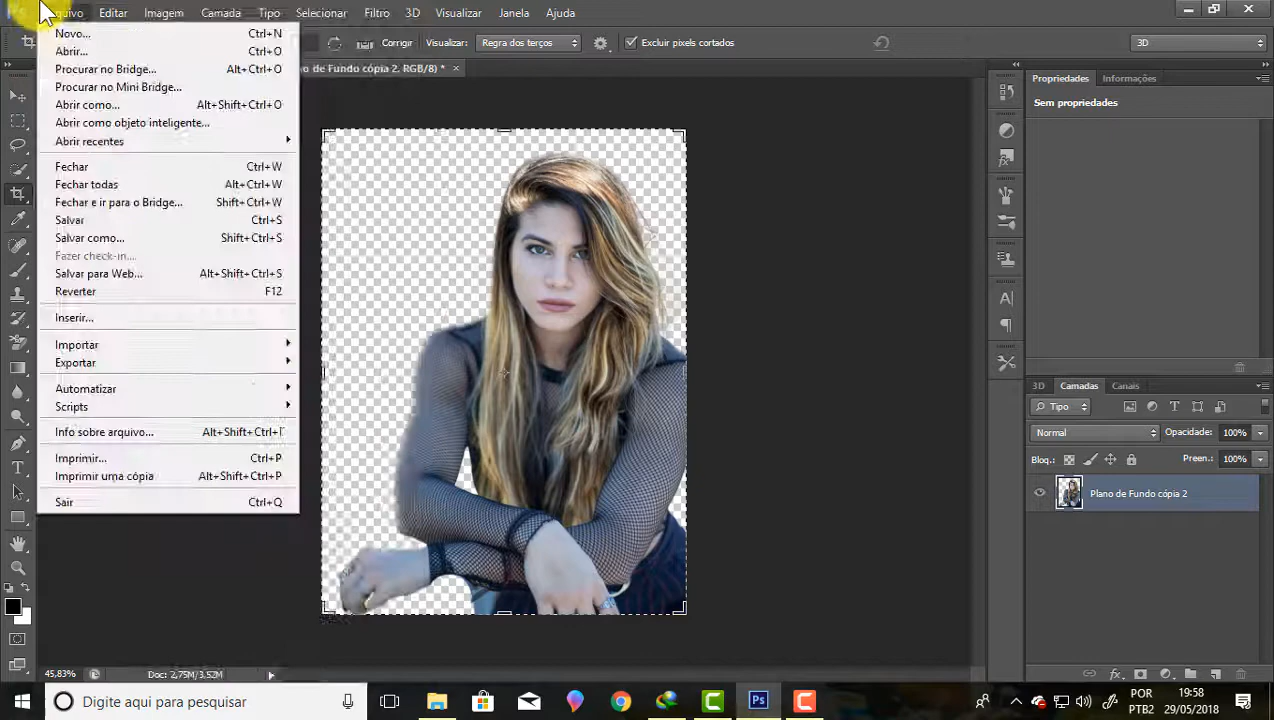 Arquivo Editar Imagem Camada Tipo Selecionar Filtro 3D Visualizar Janela Ajuda
Corrigir Visualizar: Regra dos terços Excluir pixels cortados 3D
de Fundo cópia 2, RGB/8) * ×
Novo... Ctrl+N
Abrir... Ctrl+O
Procurar no Bridge... Alt+Ctrl+O
Procurar no Mini Bridge...
Abrir como... Alt+Shift+Ctrl+O
Abrir como objeto inteligente...
Abrir recentes
Fechar Ctrl+W
Fechar todas Alt+Ctrl+W
Fechar e ir para o Bridge... Shift+Ctrl+W
Salvar Ctrl+S
Salvar como... Shift+Ctrl+S
Fazer check-in...
Salvar para Web... Alt+Shift+Ctrl+S
Reverter F12
Inserir...
Importar
Exportar
Automatizar
Scripts
Info sobre arquivo... Alt+Shift+Ctrl+I
Imprimir... Ctrl+P
Imprimir uma cópia Alt+Shift+Ctrl+P
Sair Ctrl+Q
Propriedades Informações
Sem propriedades
3D Camadas Canais
Tipo
Normal Opacidade: 100%
Bloq.: Preen.: 100%
Plano de Fundo cópia 2
45,83% Doc: 2,75M/3,52M
Digite aqui para pesquisar
Ps
POR
PTB2
19:58
29/05/2018